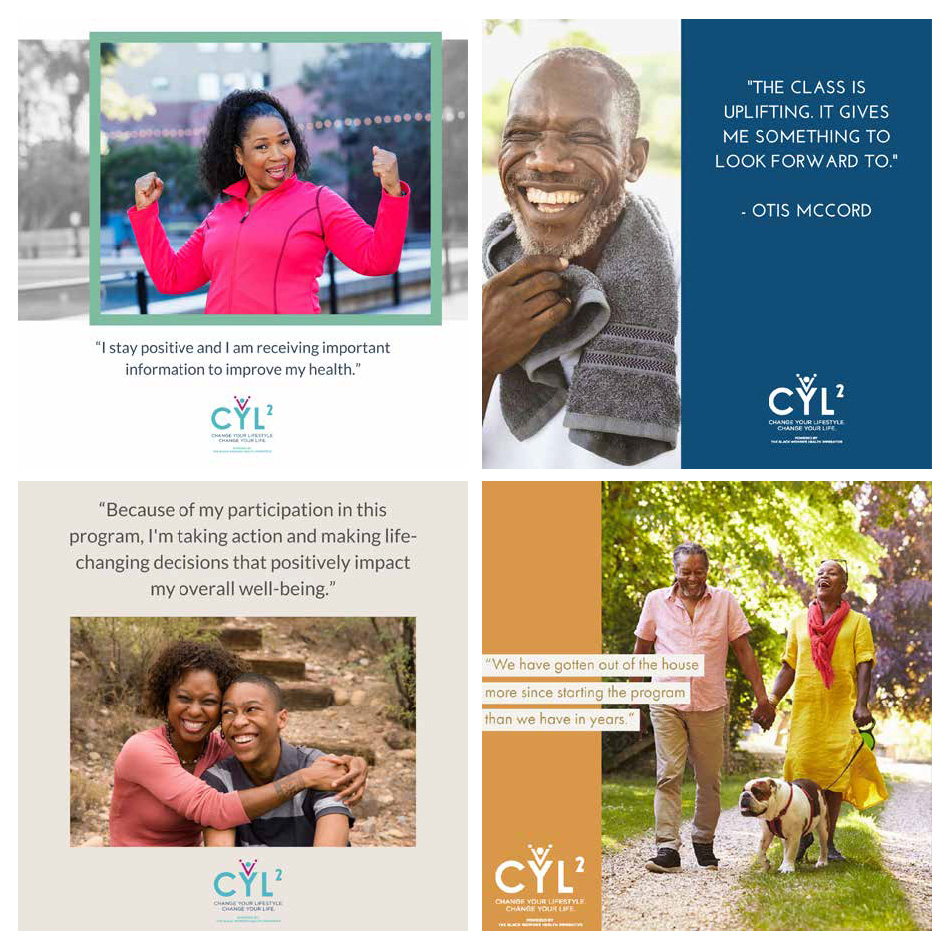 “I stay positive and I am receiving important
information to improve my health.”
CYL²
CHANGE YOUR LIFESTYLE.
CHANGE YOUR LIFE.
POWERED BY
THE BLACK WOMEN'S HEALTH IMPERATIVE
"THE CLASS IS
UPLIFTING. IT GIVES
ME SOMETHING TO
LOOK FORWARD TO."
- OTIS MCCORD
CYL²
CHANGE YOUR LIFESTYLE.
CHANGE YOUR LIFE.
POWERED BY
THE BLACK WOMEN'S HEALTH IMPERATIVE
“Because of my participation in this
program, I'm taking action and making life-
changing decisions that positively impact
my overall well-being.”
CYL²
CHANGE YOUR LIFESTYLE.
CHANGE YOUR LIFE.
POWERED BY
THE BLACK WOMEN'S HEALTH IMPERATIVE
“We have gotten out of the house
more since starting the program
than we have in years.”
CYL²
CHANGE YOUR LIFESTYLE.
CHANGE YOUR LIFE.
POWERED BY
THE BLACK WOMEN'S HEALTH IMPERATIVE